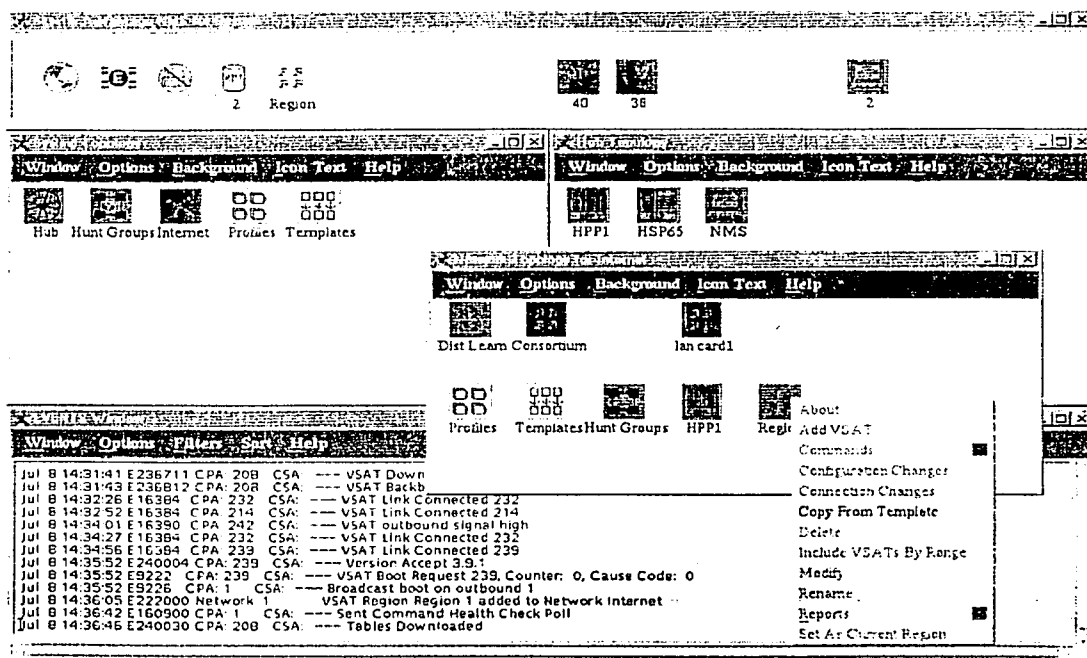 2 Region 40 38 2
Window Options Background Icon Text Help
Hub Hunt Groups Internet Profiles Templates
Window Options Background Icon Text Help
HPP1 HSP65 NMS
Window Options Background Icon Text Help
Dist Learn Consortium lan card1
Profiles Templates Hunt Groups HPP1 Regio
About
Add VSAT
Commands
Configuration Changes
Connection Changes
Copy From Template
Delete
Include VSATs By Range
Modify
Rename
Reports
Set As Current Region
Window Options Filters Sort Help
Jul 8 14:31:41 E236711 CPA: 208 CSA: --- VSAT Down
Jul 8 14:31:43 E236812 CPA: 208 CSA: --- VSAT Backb
Jul 8 14:32:26 E16384 CPA: 232 CSA: --- VSAT Link Connected 232
Jul 8 14:32:52 E16384 CPA: 214 CSA: --- VSAT Link Connected 214
Jul 8 14:34:01 E16390 CPA: 242 CSA: --- VSAT outbound signal high
Jul 8 14:34:27 E16384 CPA: 232 CSA: --- VSAT Link Connected 232
Jul 8 14:34:56 E16384 CPA: 239 CSA: --- VSAT Link Connected 239
Jul 8 14:35:52 E240004 CPA: 239 CSA: --- Version Accept 3.9.1
Jul 8 14:35:52 E9222 CPA: 239 CSA: --- VSAT Boot Request 239, Counter: 0, Cause Code: 0
Jul 8 14:35:52 E9226 CPA: 1 CSA: --- Broadcast boot on outbound 1
Jul 8 14:36:05 E222000 Network 1 VSAT Region Region 1 added to Network Internet
Jul 8 14:36:42 E160900 CPA: 1 CSA: --- Sent Command Health Check Poll
Jul 8 14:36:46 E240030 CPA: 208 CSA: --- Tables Downloaded